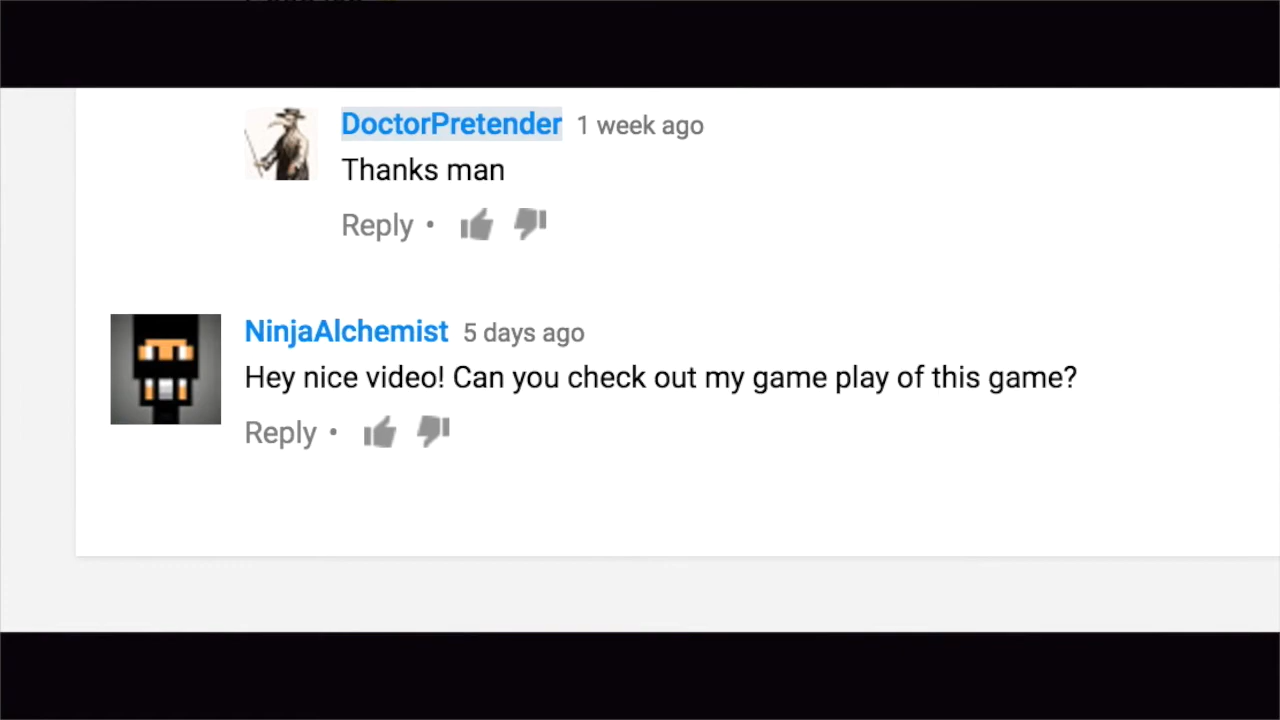 DoctorPretender 1 week ago
Thanks man
Reply •
NinjaAlchemist 5 days ago
Hey nice video! Can you check out my game play of this game?
Reply •